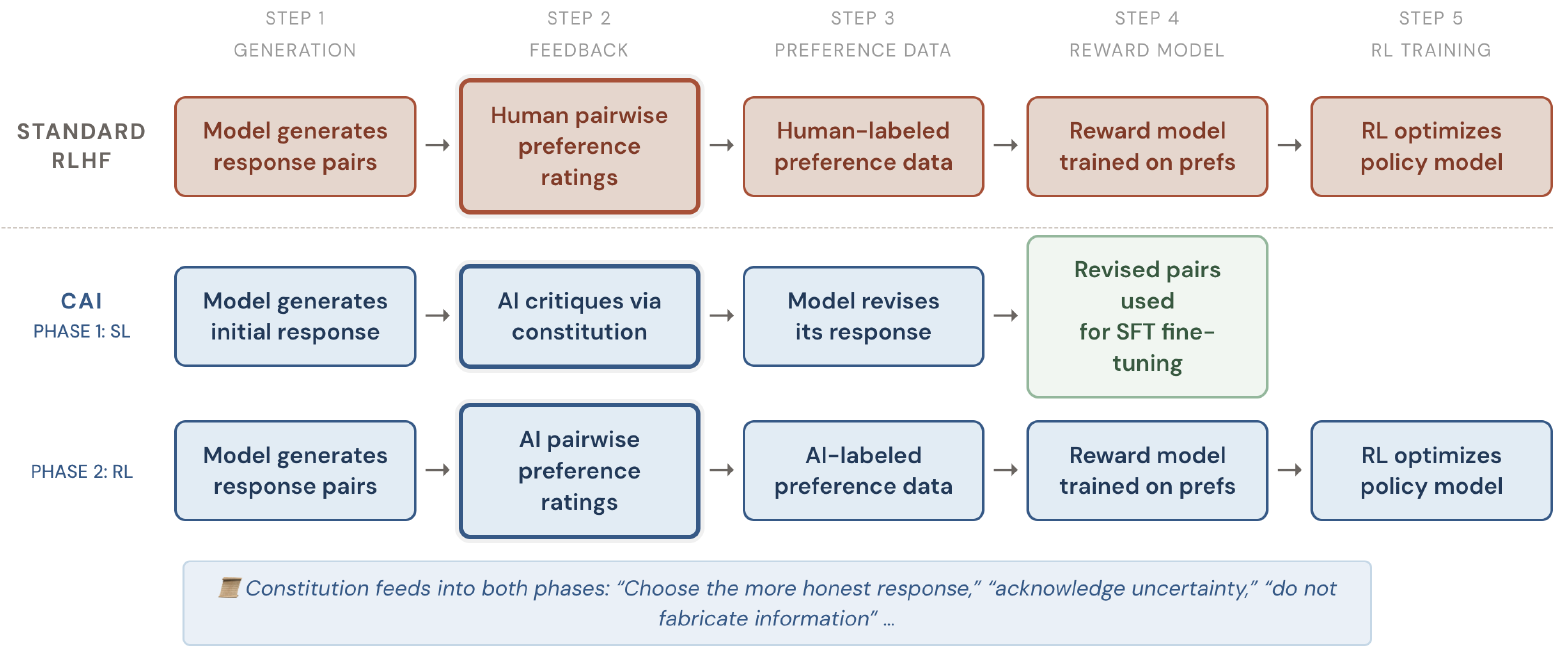 STEP 1
GENERATION
STEP 2
FEEDBACK
STEP 3
PREFERENCE DATA
STEP 4
REWARD MODEL
STEP 5
RL TRAINING
STANDARD
RLHF
Model generates
response pairs
→
Human pairwise
preference
ratings
→
Human-labeled
preference data
→
Reward model
trained on prefs
→
RL optimizes
policy model
CAI
PHASE 1: SL
Model generates
initial response
→
AI critiques via
constitution
→
Model revises
its response
→
Revised pairs
used
for SFT fine-
tuning
PHASE 2: RL
Model generates
response pairs
→
AI pairwise
preference
ratings
→
AI-labeled
preference data
→
Reward model
trained on prefs
→
RL optimizes
policy model
📜 Constitution feeds into both phases: “Choose the more honest response,” “acknowledge uncertainty,” “do not
fabricate information” …